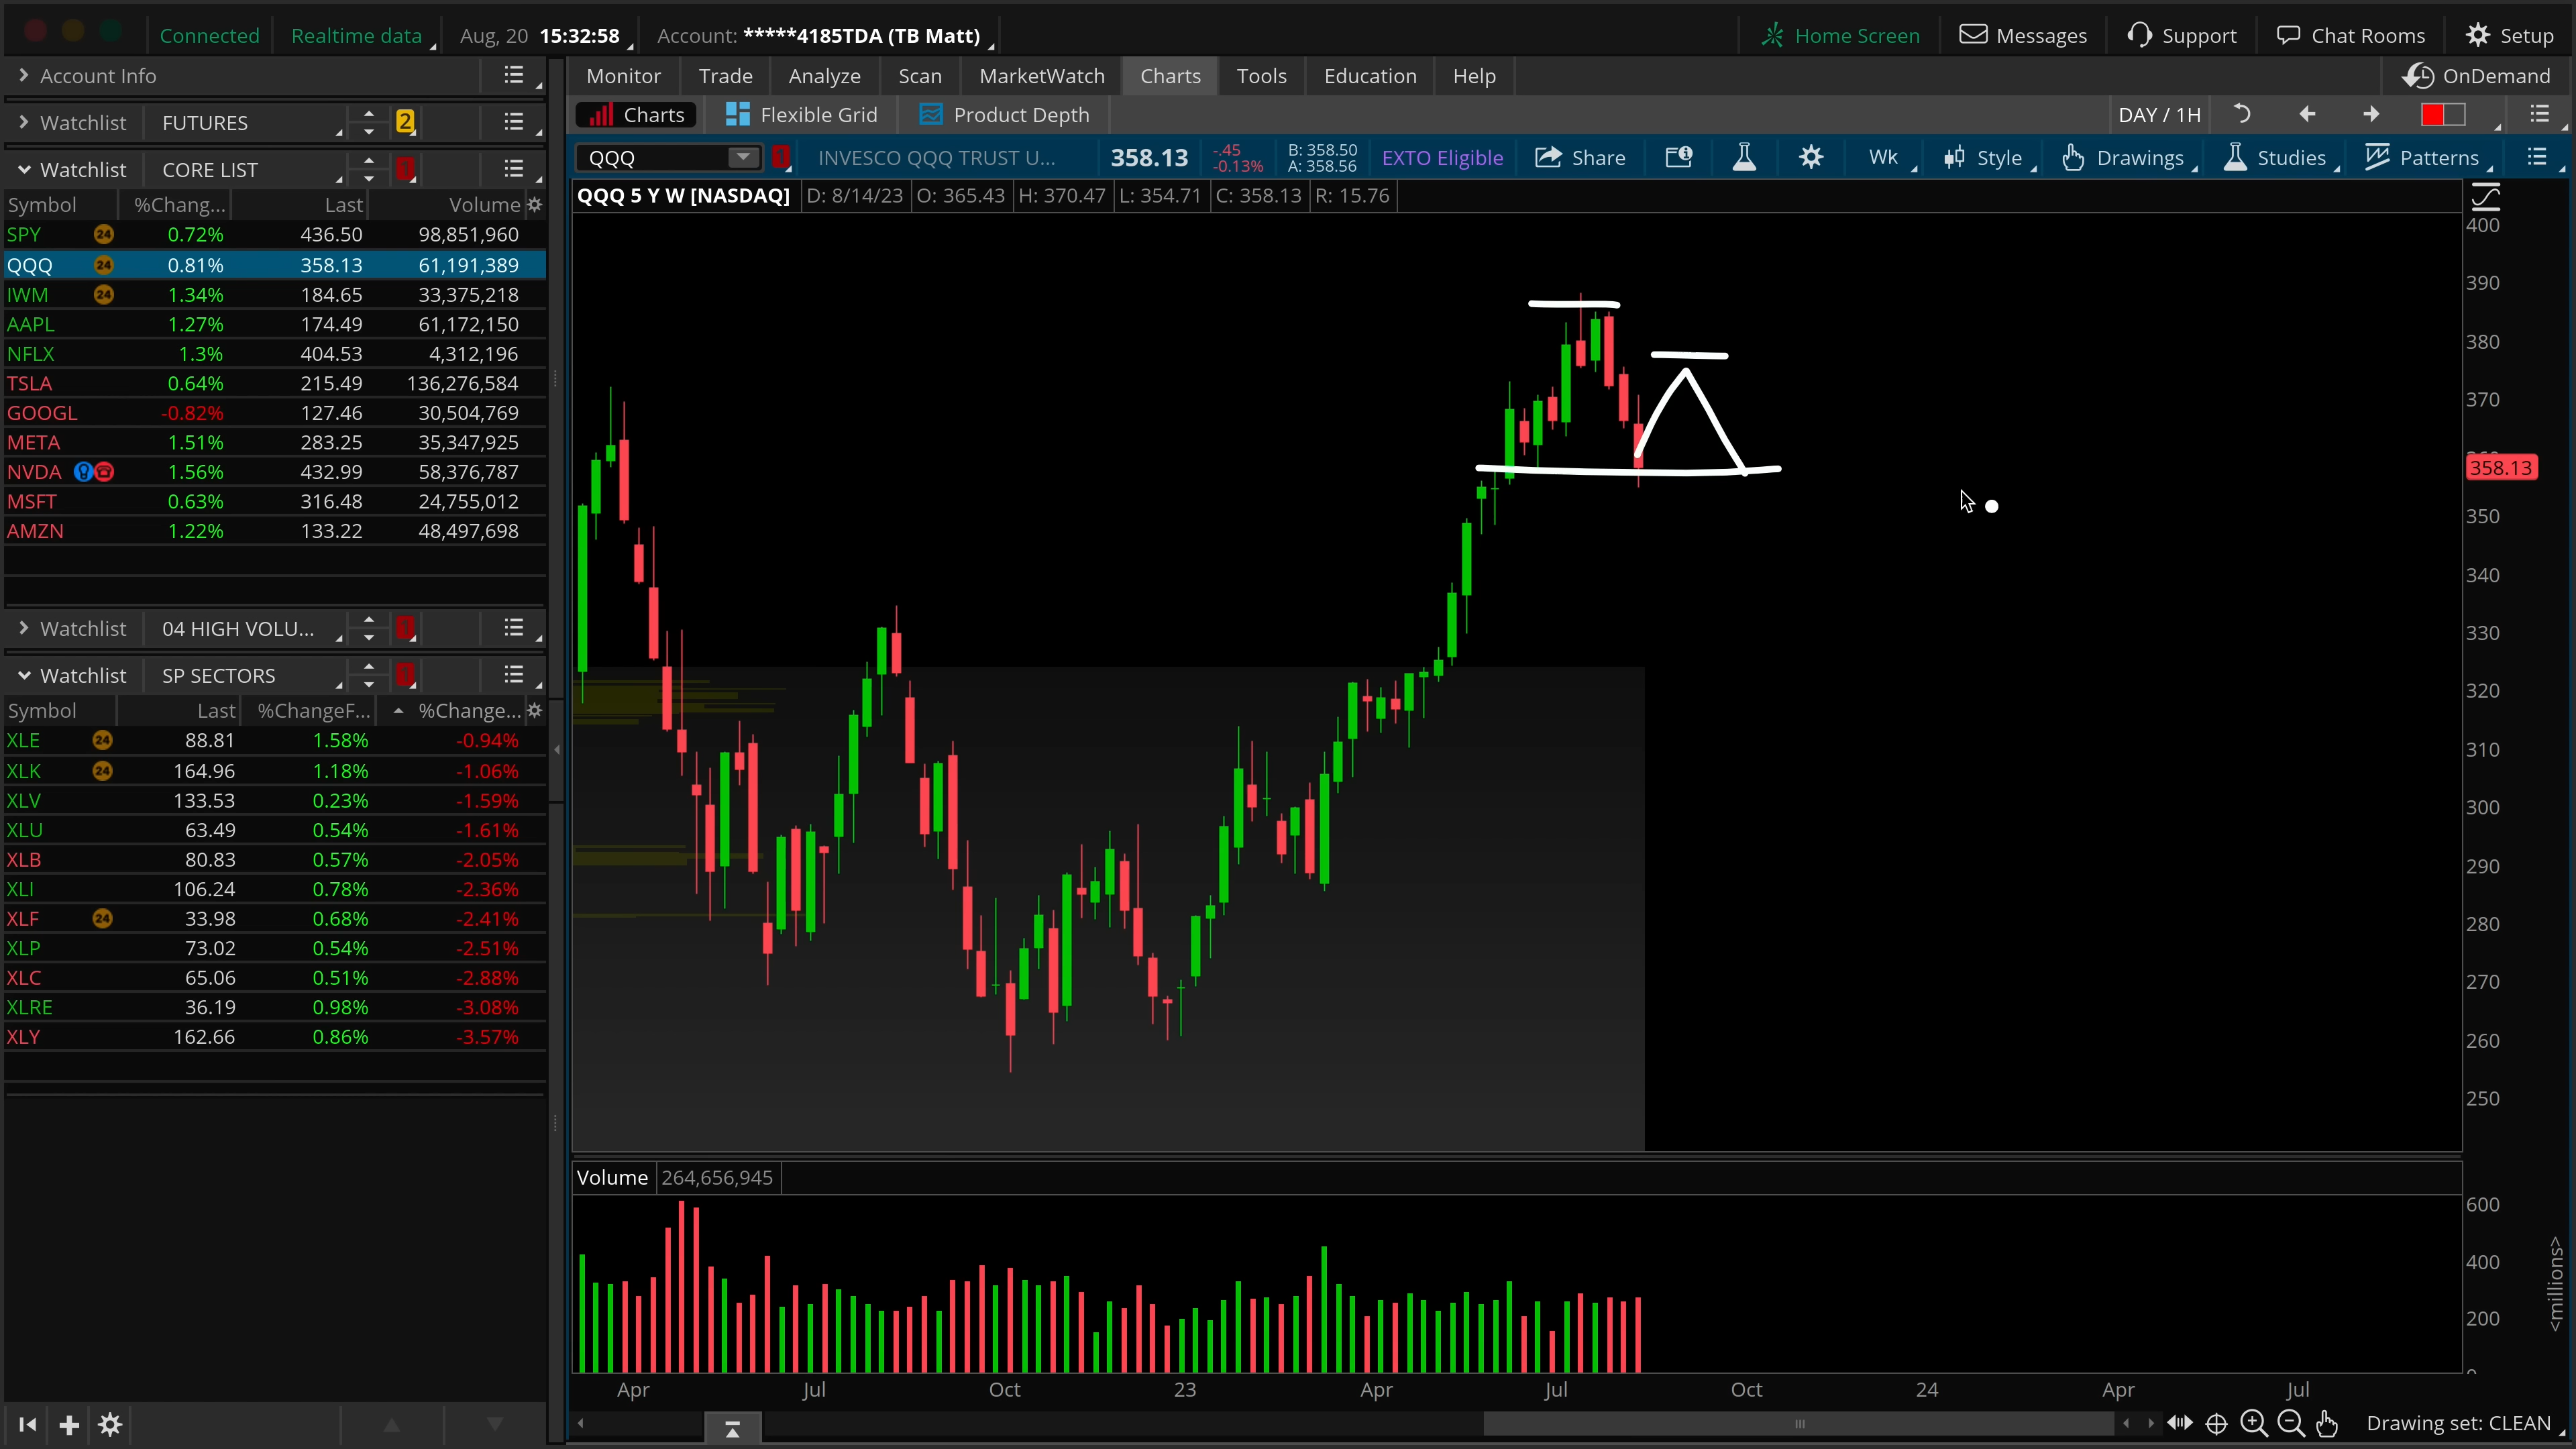 Connected Realtime data Aug, 20 15:32:58 Account: *****4185TDA (TB Matt) Home Screen Messages Support Chat Rooms Setup
Account Info
Monitor Trade Analyze Scan MarketWatch Charts Tools Education Help OnDemand
Watchlist FUTURES 2
Charts Flexible Grid Product Depth DAY / 1H
Watchlist CORE LIST 1
QQQ 1 INVESCO QQQ TRUST U... 358.13 -.45 -0.13% B: 358.50 A: 358.56 EXTO Eligible Share Wk Style Drawings Studies Patterns
QQQ 5 Y W [NASDAQ] D: 8/14/23 O: 365.43 H: 370.47 L: 354.71 C: 358.13 R: 15.76
Symbol %Chang... Last Volume
SPY 24 0.72% 436.50 98,851,960
QQQ 24 0.81% 358.13 61,191,389
IWM 24 1.34% 184.65 33,375,218
AAPL 1.27% 174.49 61,172,150
NFLX 1.3% 404.53 4,312,196
TSLA 0.64% 215.49 136,276,584
GOOGL -0.82% 127.46 30,504,769
META 1.51% 283.25 35,347,925
NVDA 1.56% 432.99 58,376,787
MSFT 0.63% 316.48 24,755,012
AMZN 1.22% 133.22 48,497,698
Watchlist 04 HIGH VOLU... 1
Watchlist SP SECTORS 1
Symbol Last %ChangeF... %Change...
XLE 24 88.81 1.58% -0.94%
XLK 24 164.96 1.18% -1.06%
XLV 133.53 0.23% -1.59%
XLU 63.49 0.54% -1.61%
XLB 80.83 0.57% -2.05%
XLI 106.24 0.78% -2.36%
XLF 24 33.98 0.68% -2.41%
XLP 73.02 0.54% -2.51%
XLC 65.06 0.51% -2.88%
XLRE 36.19 0.98% -3.08%
XLY 162.66 0.86% -3.57%
400
390
380
370
358.13
350
340
330
320
310
300
290
280
270
260
250
Volume 264,656,945
600
400
200
<millions>
Apr Jul Oct 23 Apr Jul Oct 24 Apr Jul
Drawing set: CLEAN